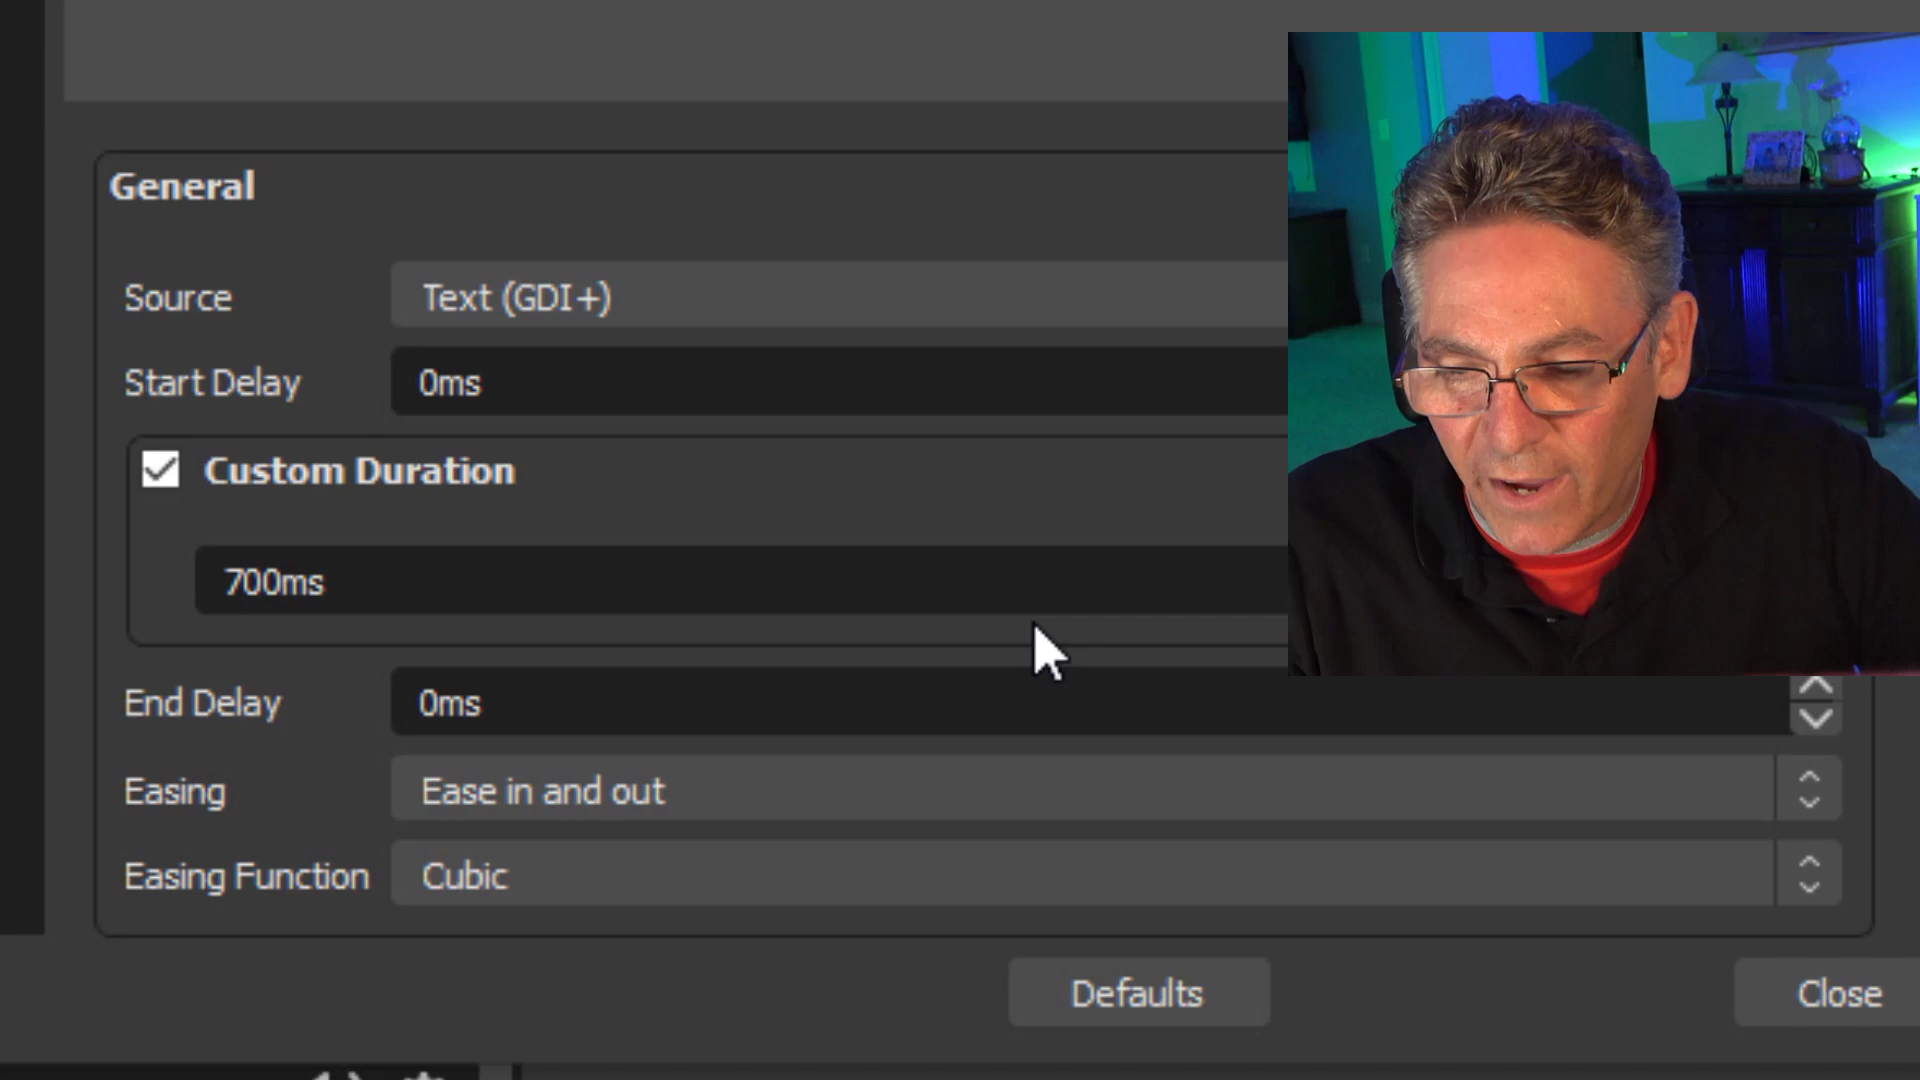 General
Source Text (GDI+)
Start Delay 0ms
Custom Duration
700ms
End Delay 0ms
Easing Ease in and out
Easing Function Cubic
Defaults Close